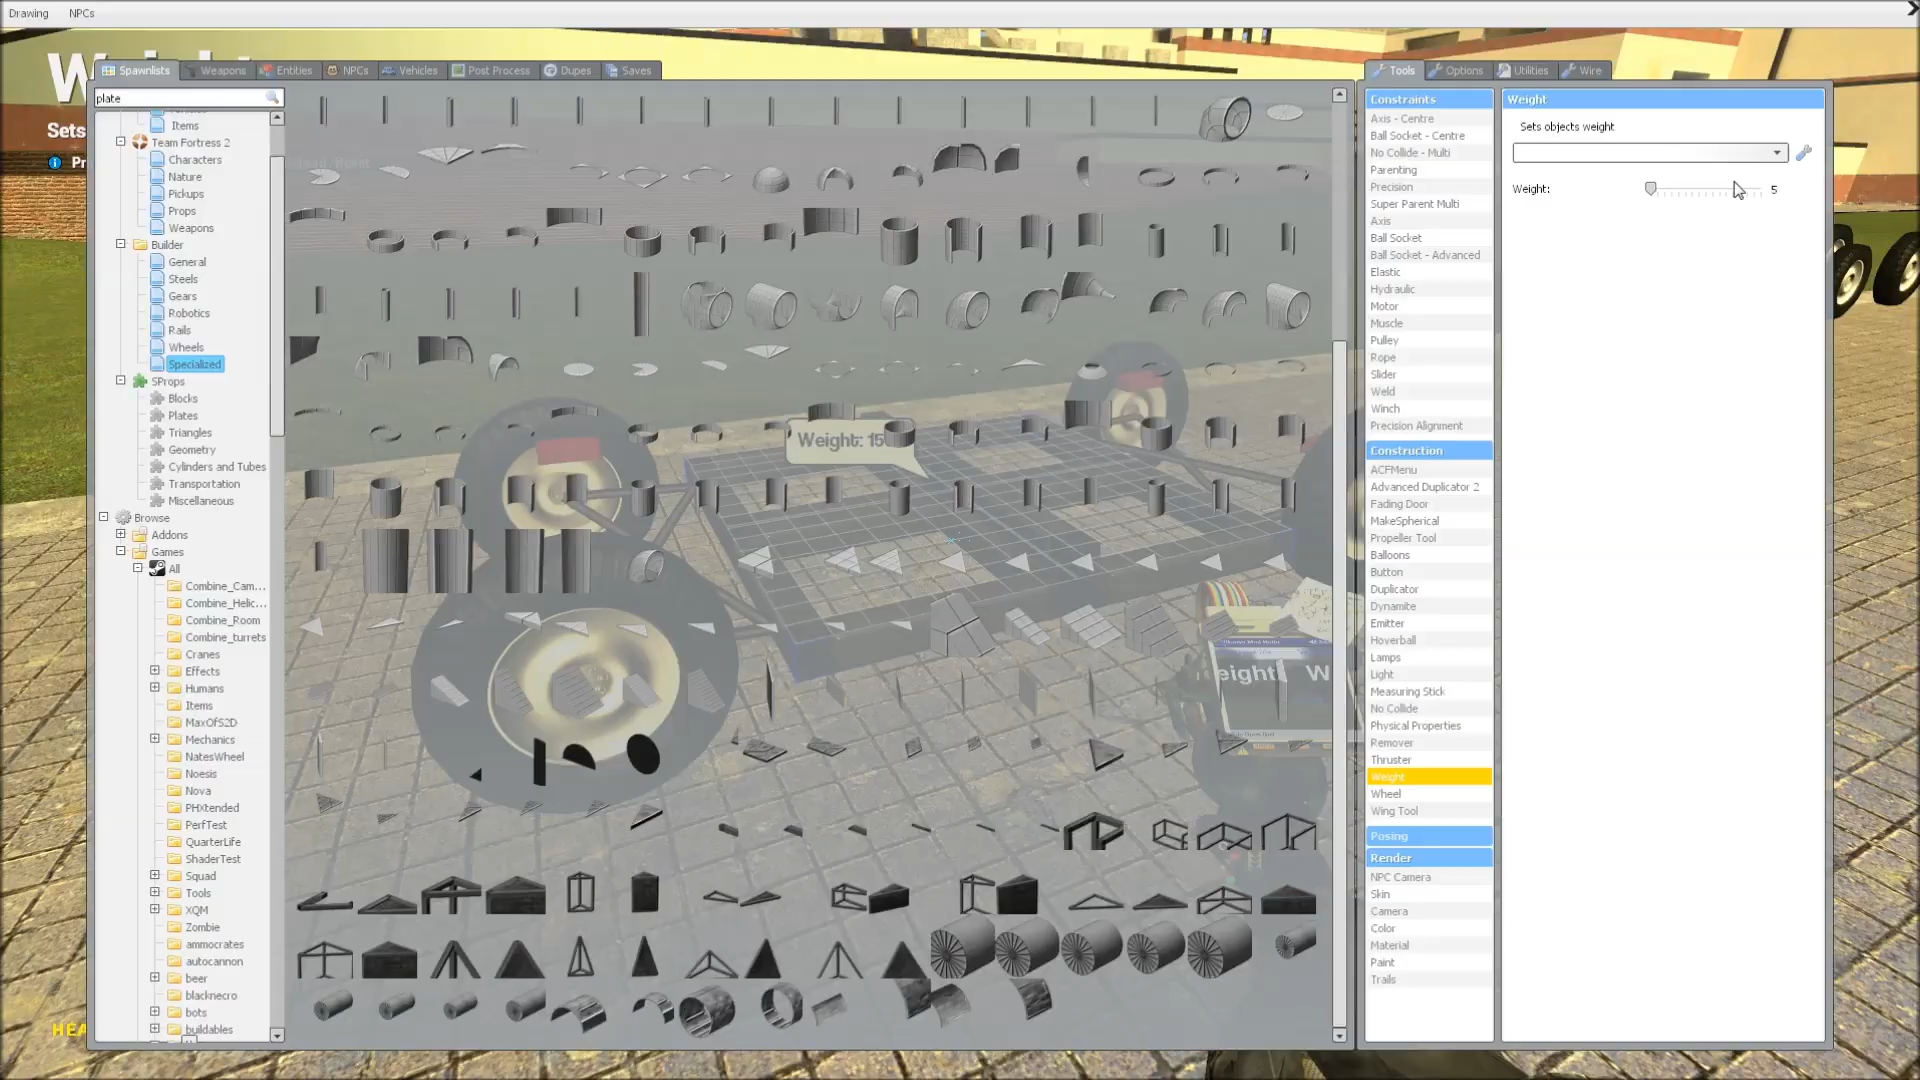 Drawing NPCs
W
Spawnlists Weapons Entities NPCs Vehicles Post Process Dupes Saves
Tools Options Utilities Wire
plate
Sets
Pr
Items
Team Fortress 2
Characters
Nature
Pickups
Props
Weapons
Builder
General
Steels
Gears
Robotics
Rails
Wheels
Specialized
SProps
Blocks
Plates
Triangles
Geometry
Cylinders and Tubes
Transportation
Miscellaneous
Browse
Addons
Games
All
Combine_Cam...
Combine_Helic...
Combine_Room
Combine_turrets
Cranes
Effects
Humans
Items
MaxOfS2D
Mechanics
NatesWheel
Noesis
Nova
PHXtended
PerfTest
QuarterLife
ShaderTest
Squad
Tools
XQM
Zombie
ammocrates
autocannon
beer
blacknecro
bots
buildables
HEA
Weight: 15
eight W
Constraints
Axis - Centre
Ball Socket - Centre
No Collide - Multi
Parenting
Precision
Super Parent Multi
Axis
Ball Socket
Ball Socket - Advanced
Elastic
Hydraulic
Motor
Muscle
Pulley
Rope
Slider
Weld
Winch
Precision Alignment
Construction
ACFMenu
Advanced Duplicator 2
Fading Door
MakeSpherical
Propeller Tool
Balloons
Button
Duplicator
Dynamite
Emitter
Hoverball
Lamps
Light
Measuring Stick
No Collide
Physical Properties
Remover
Thruster
Weight
Wheel
Wing Tool
Posing
Render
NPC Camera
Skin
Camera
Color
Material
Paint
Trails
Weight
Sets objects weight
Weight: 5